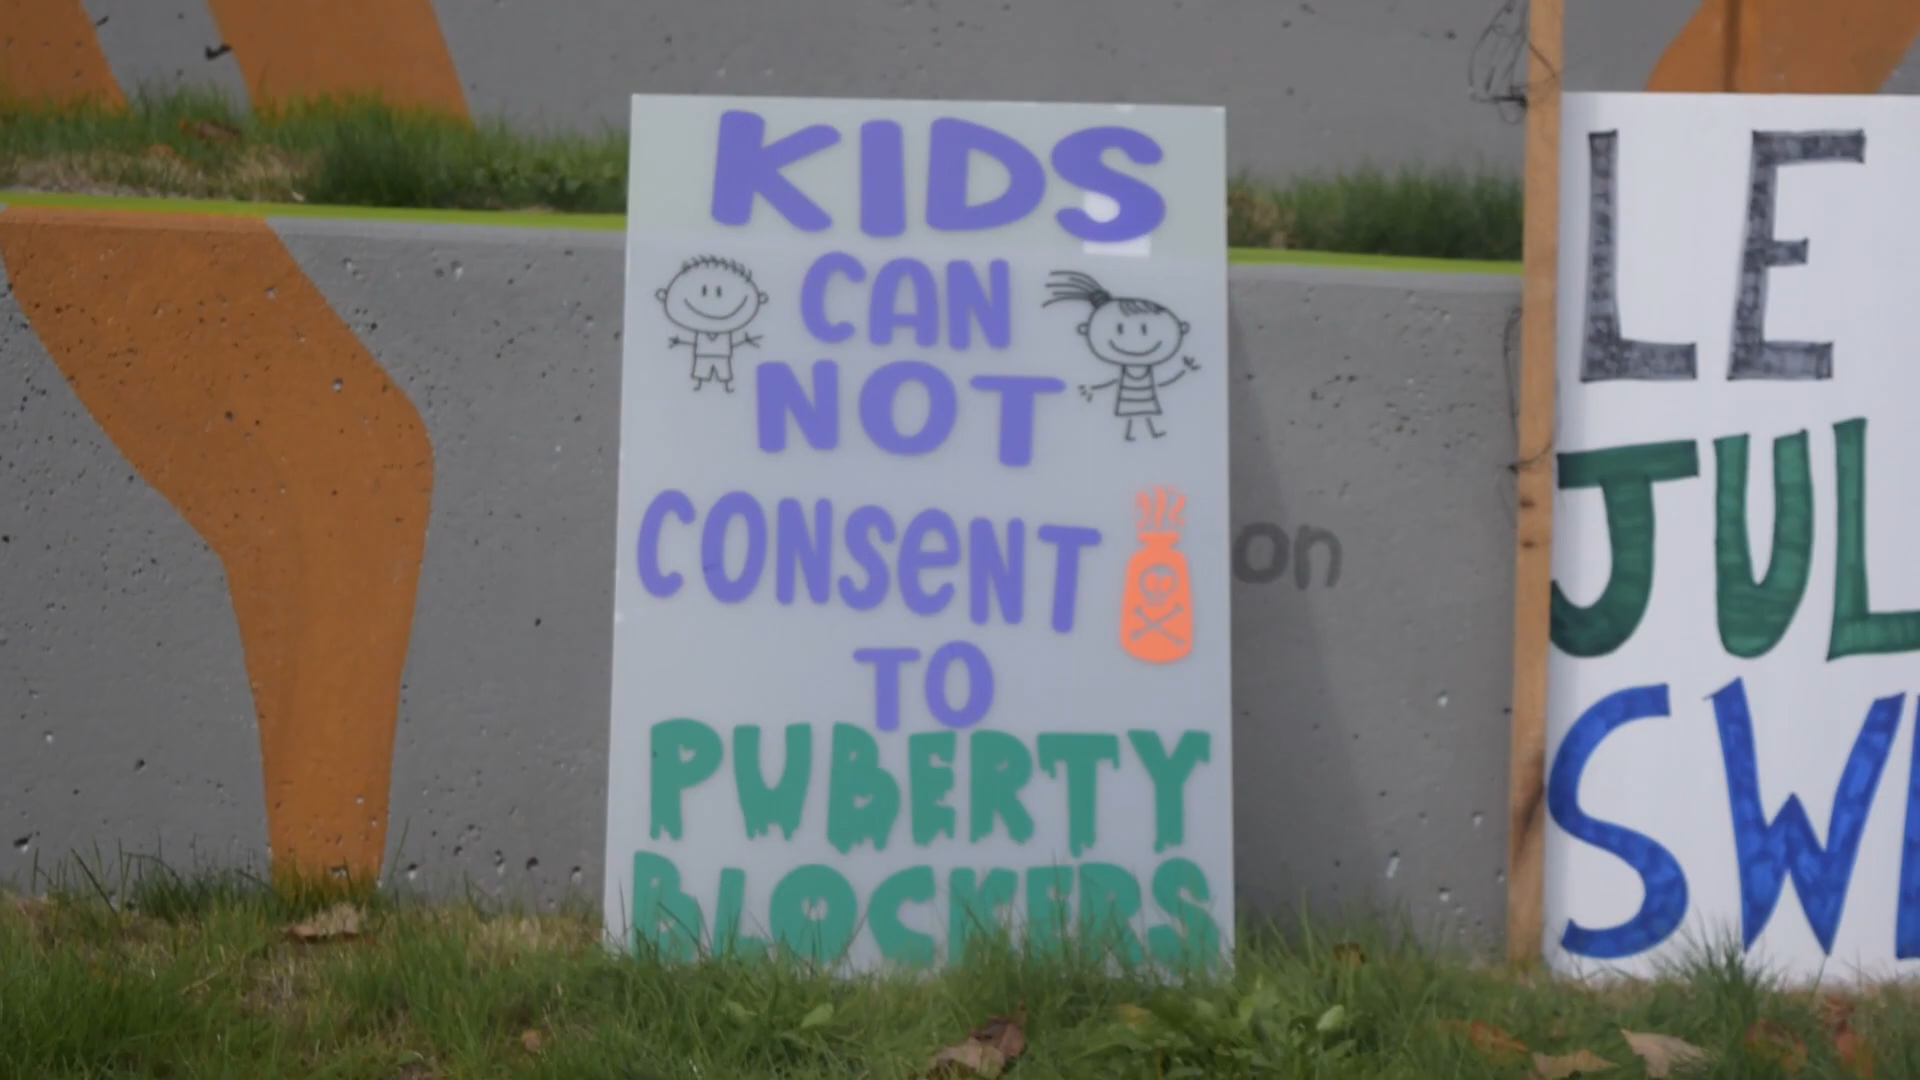 KIDS
CAN
NOT
CONSENT
TO
PUBERTY
BLOCKERS
on
LE
JUL
SW